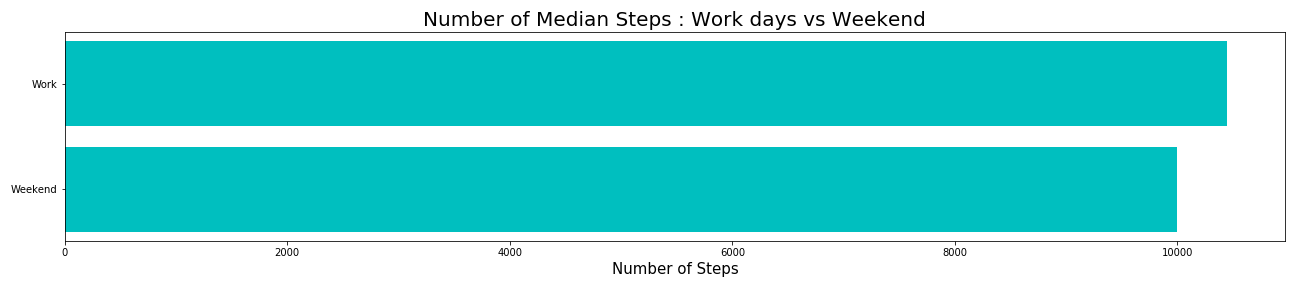 Number of Median Steps : Work days vs Weekend
Work
Weekend
0 2000 4000 6000 8000 10000
Number of Steps